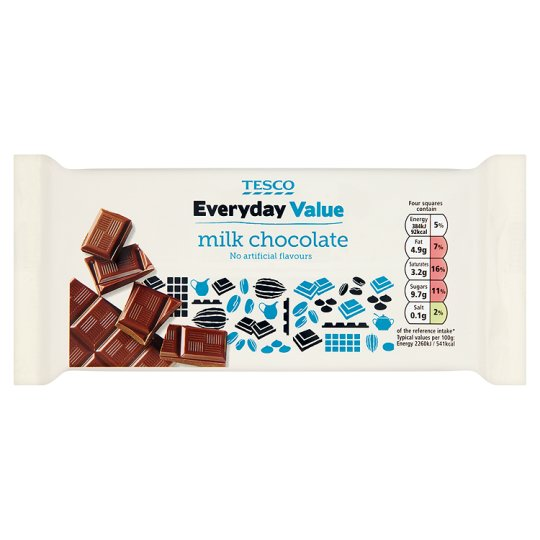 TESCO
Everyday Value
milk chocolate
No artificial flavours
Four squares
contain
Energy
384kJ
92kcal
5%
Fat
4.9g
7%
Saturates
3.2g
16%
Sugars
9.7g
11%
Salt
0.1g
2%
of the reference intake*
Typical values per 100g:
Energy 2260kJ / 541kcal